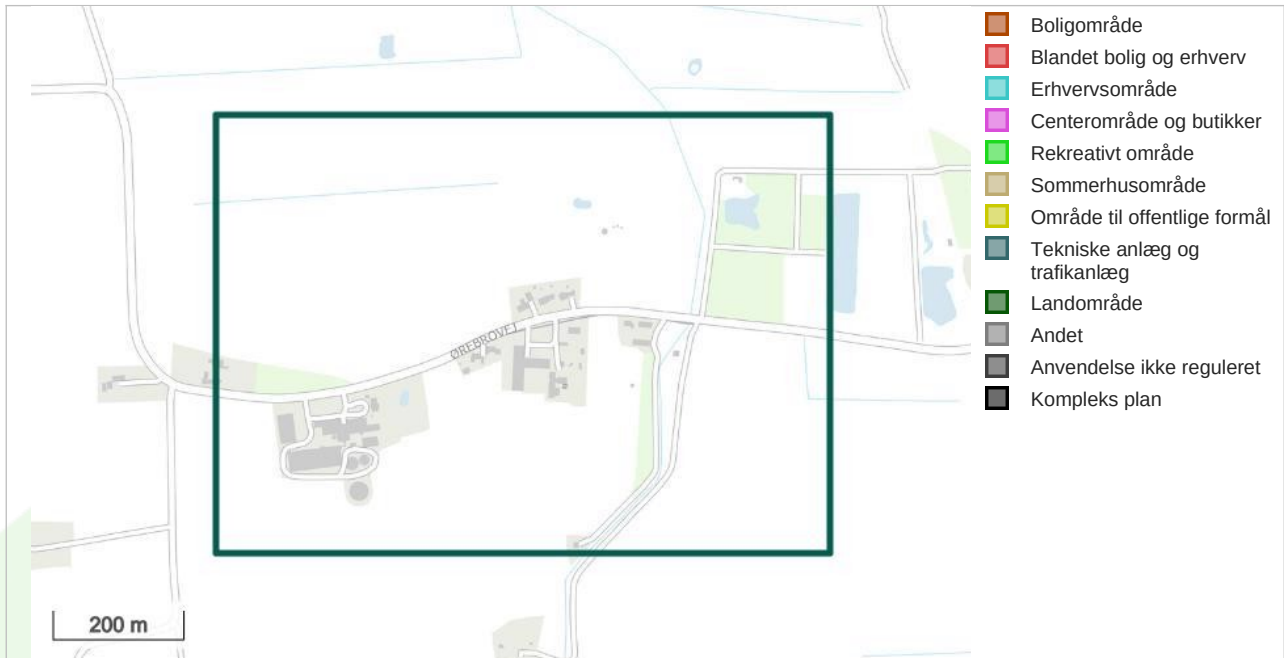 Boligområde
Blandet bolig og erhverv
Erhvervsområde
Centerområde og butikker
Rekreativt område
Sommerhusområde
Område til offentlige formål
Tekniske anlæg og
trafikanlæg
Landområde
Andet
Anvendelse ikke reguleret
Kompleks plan
ØREBROVEJ
200 m